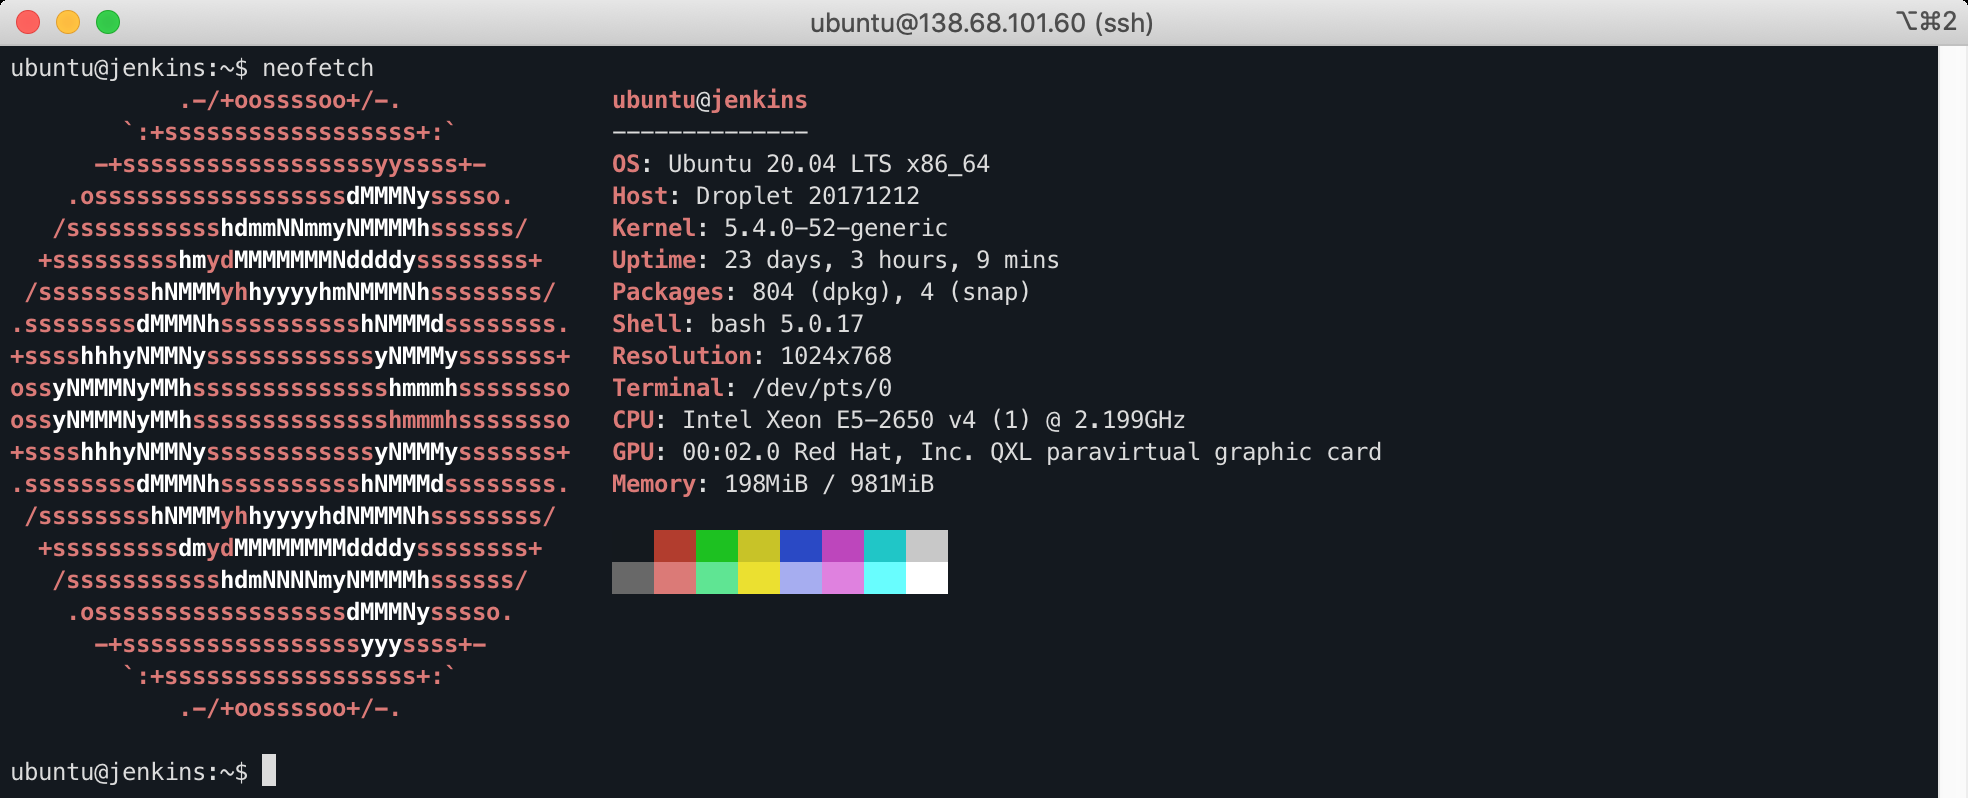 ubuntu@138.68.101.60 (ssh)
⌥⌘2
ubuntu@jenkins:~$ neofetch
            .-/+oossssoo+/-.               ubuntu@jenkins
        `:+ssssssssssssssssss+:`           --------------
      -+ssssssssssssssssssyyssss+-         OS: Ubuntu 20.04 LTS x86_64
    .ossssssssssssssssssdMMMNysssso.       Host: Droplet 20171212
   /ssssssssssshdmmNNmmyNMMMMhssssss/      Kernel: 5.4.0-52-generic
  +ssssssssshmydMMMMMMMNddddyssssssss+     Uptime: 23 days, 3 hours, 9 mins
 /sssssssshNMMMyhhyyyyhmNMMMNhssssssss/    Packages: 804 (dpkg), 4 (snap)
.ssssssssdMMMNhsssssssssshNMMMdssssssss.   Shell: bash 5.0.17
+sssshhhyNMMNyssssssssssssyNMMMysssssss+   Resolution: 1024x768
ossyNMMMNyMMhsssssssssssssshmmmhssssssso   Terminal: /dev/pts/0
ossyNMMMNyMMhsssssssssssssshmmmhssssssso   CPU: Intel Xeon E5-2650 v4 (1) @ 2.199GHz
+sssshhhyNMMNyssssssssssssyNMMMysssssss+   GPU: 00:02.0 Red Hat, Inc. QXL paravirtual graphic card
.ssssssssdMMMNhsssssssssshNMMMdssssssss.   Memory: 198MiB / 981MiB
 /sssssssshNMMMyhhyyyyhdNMMMNhssssssss/
  +sssssssssdmydMMMMMMMMddddyssssssss+
   /ssssssssssshdmNNNNmyNMMMMhssssss/
    .ossssssssssssssssssdMMMNysssso.
      -+sssssssssssssssssyyyssss+-
        `:+ssssssssssssssssss+:`
            .-/+oossssoo+/-.
ubuntu@jenkins:~$